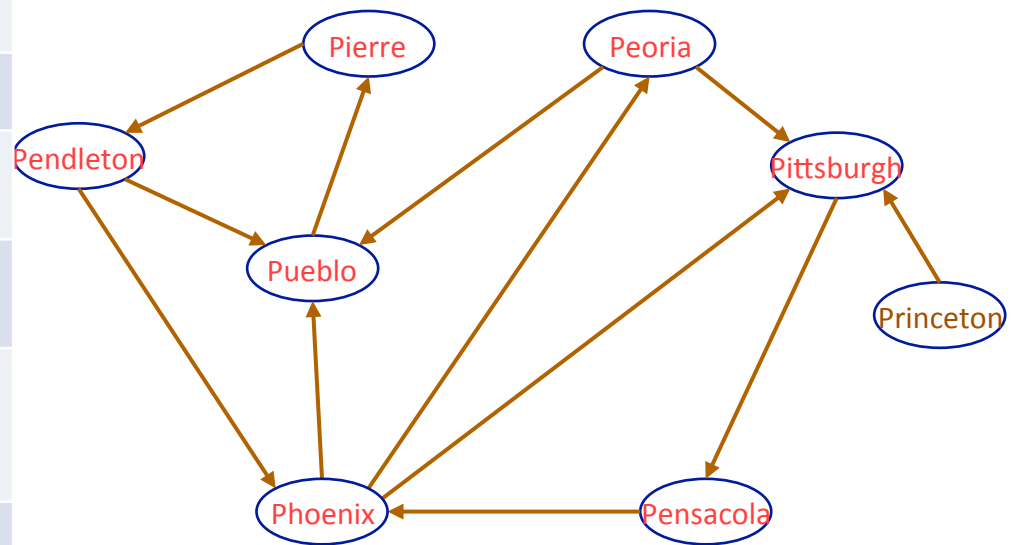 Pierre
Peoria
Pendleton
Pittsburgh
Pueblo
Princeton
Phoenix
Pensacola